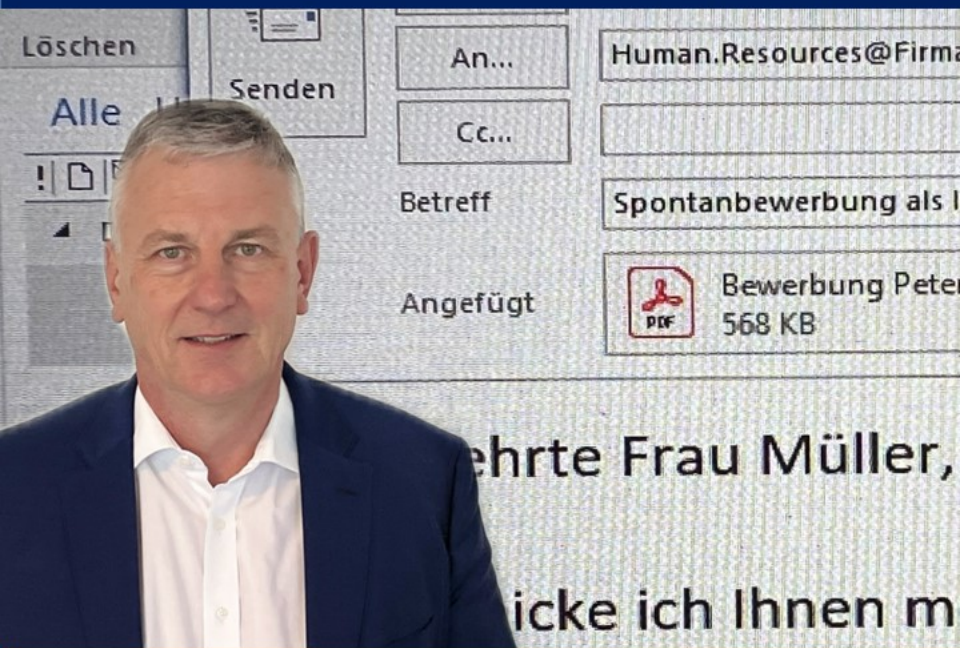 Löschen
An...
Human.Resources@Firma
Senden
Alle
Cc...
Betreff
Spontanbewerbung als I
Angefügt
Bewerbung Peter
568 KB
PDF
ehrte Frau Müller,
icke ich Ihnen m